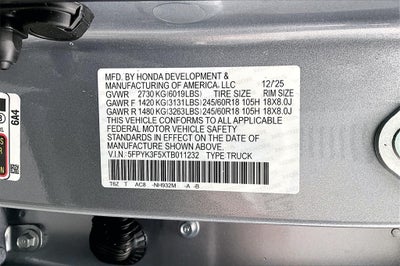 MFD. BY HONDA DEVELOPMENT &
MANUFACTURING OF AMERICA, LLC 12/25
GVWR 2730 KG(6019LBS) TIRE SIZE RIM SIZE
GAWR F 1420 KG(3131LBS) 245/60R18 105H 18X8.0J
GAWR R 1480 KG(3263LBS) 245/60R18 105H 18X8.0J
THIS VEHICLE CONFORMS TO ALL APPLICABLE
FEDERAL MOTOR VEHICLE SAFETY
STANDARDS IN EFFECT ON THE DATE OF
MANUFACTURE SHOWN ABOVE.
V.I.N: 5FPYK3F5XTB011232 TYPE:TRUCK
T6Z T AC8 -NH932M -A -B
6A4